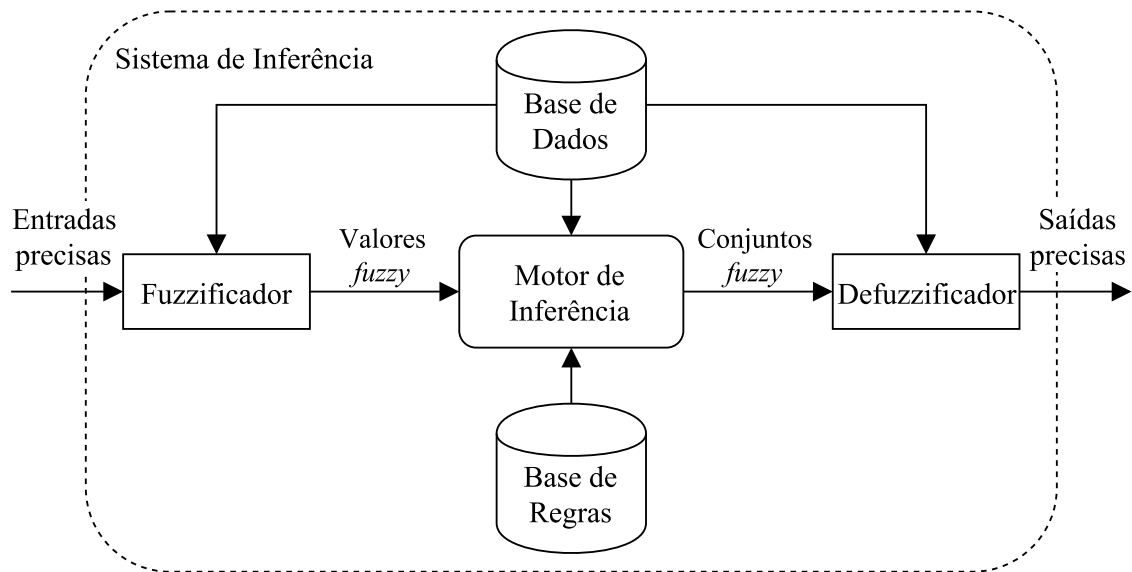 Sistema de Inferência
Base de
Dados
Entradas
precisas
Fuzzificador
Valores
fuzzy
Motor de
Inferência
Conjuntos
fuzzy
Defuzzificador
Saídas
precisas
Base de
Regras